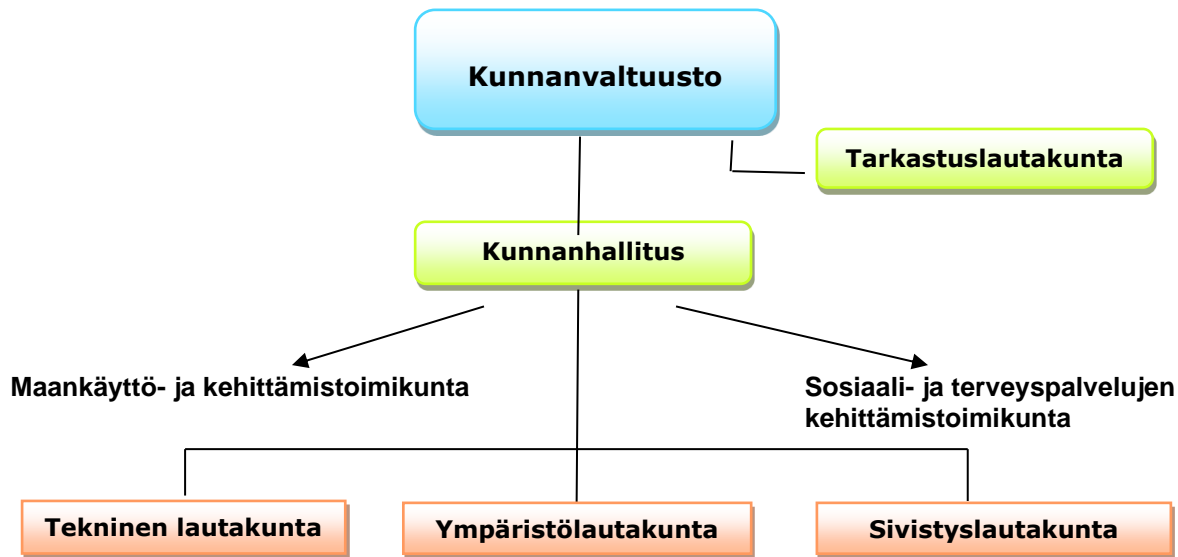 Kunnanvaltuusto
Tarkastuslautakunta
Kunnanhallitus
Maankäyttö- ja kehittämistoimikunta
Sosiaali- ja terveyspalvelujen
kehittämistoimikunta
Tekninen lautakunta
Ympäristölautakunta
Sivistyslautakunta